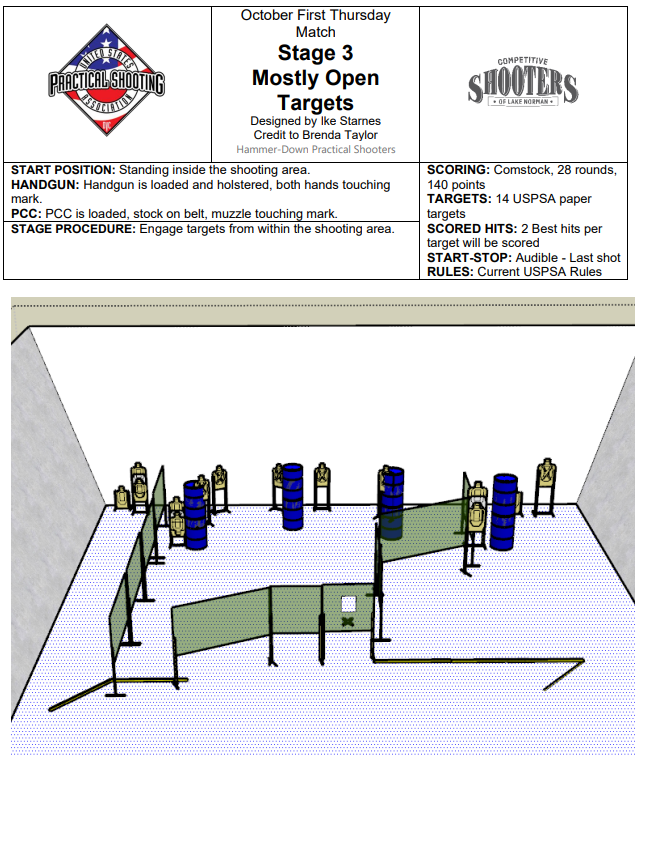 October First Thursday
Match
Stage 3
Mostly Open
Targets
Designed by Ike Starnes
Credit to Brenda Taylor
Hammer-Down Practical Shooters
UNITED STATES
PRACTICAL SHOOTING
ASSOCIATION
COMPETITIVE
SHOOTERS
• OF LAKE NORMAN •
START POSITION: Standing inside the shooting area.
HANDGUN: Handgun is loaded and holstered, both hands touching
mark.
PCC: PCC is loaded, stock on belt, muzzle touching mark.
STAGE PROCEDURE: Engage targets from within the shooting area.
SCORING: Comstock, 28 rounds,
140 points
TARGETS: 14 USPSA paper
targets
SCORED HITS: 2 Best hits per
target will be scored
START-STOP: Audible - Last shot
RULES: Current USPSA Rules